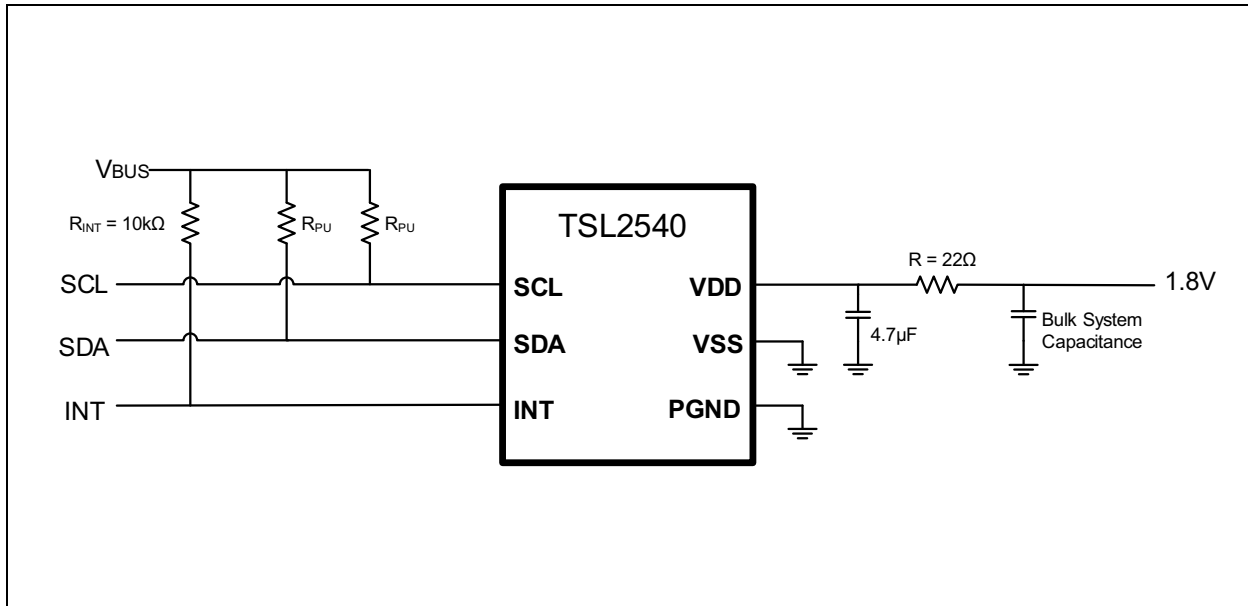 VBUS
RINT = 10kΩ
RPU
RPU
SCL
SDA
INT
TSL2540
SCL
SDA
INT
VDD
VSS
PGND
R = 22Ω
4.7µF
1.8V
Bulk System
Capacitance